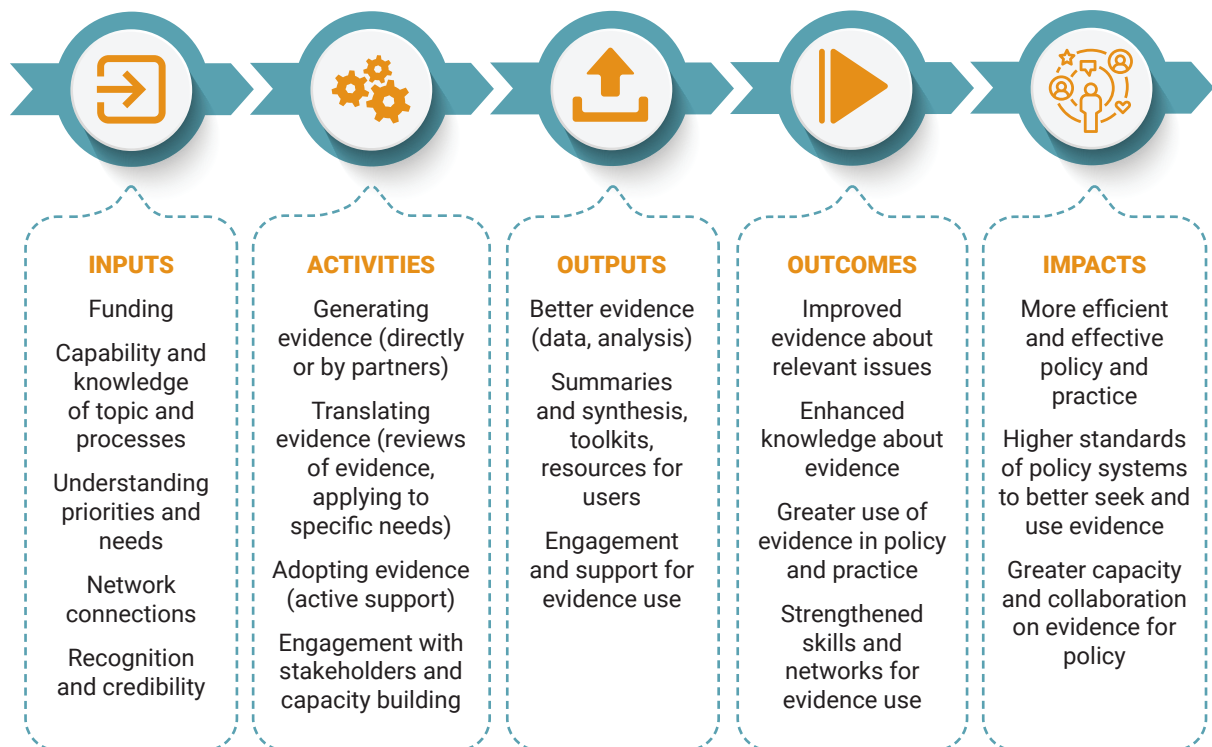 INPUTS
Funding
Capability and
knowledge
of topic and
processes
Understanding
priorities and
needs
Network
connections
Recognition
and credibility
ACTIVITIES
Generating
evidence (directly
or by partners)
Translating
evidence (reviews
of evidence,
applying to
specific needs)
Adopting evidence
(active support)
Engagement with
stakeholders and
capacity building
OUTPUTS
Better evidence
(data, analysis)
Summaries
and synthesis,
toolkits,
resources for
users
Engagement
and support for
evidence use
OUTCOMES
Improved
evidence about
relevant issues
Enhanced
knowledge about
evidence
Greater use of
evidence in policy
and practice
Strengthened
skills and
networks for
evidence use
IMPACTS
More efficient
and effective
policy and
practice
Higher standards
of policy systems
to better seek and
use evidence
Greater capacity
and collaboration
on evidence for
policy